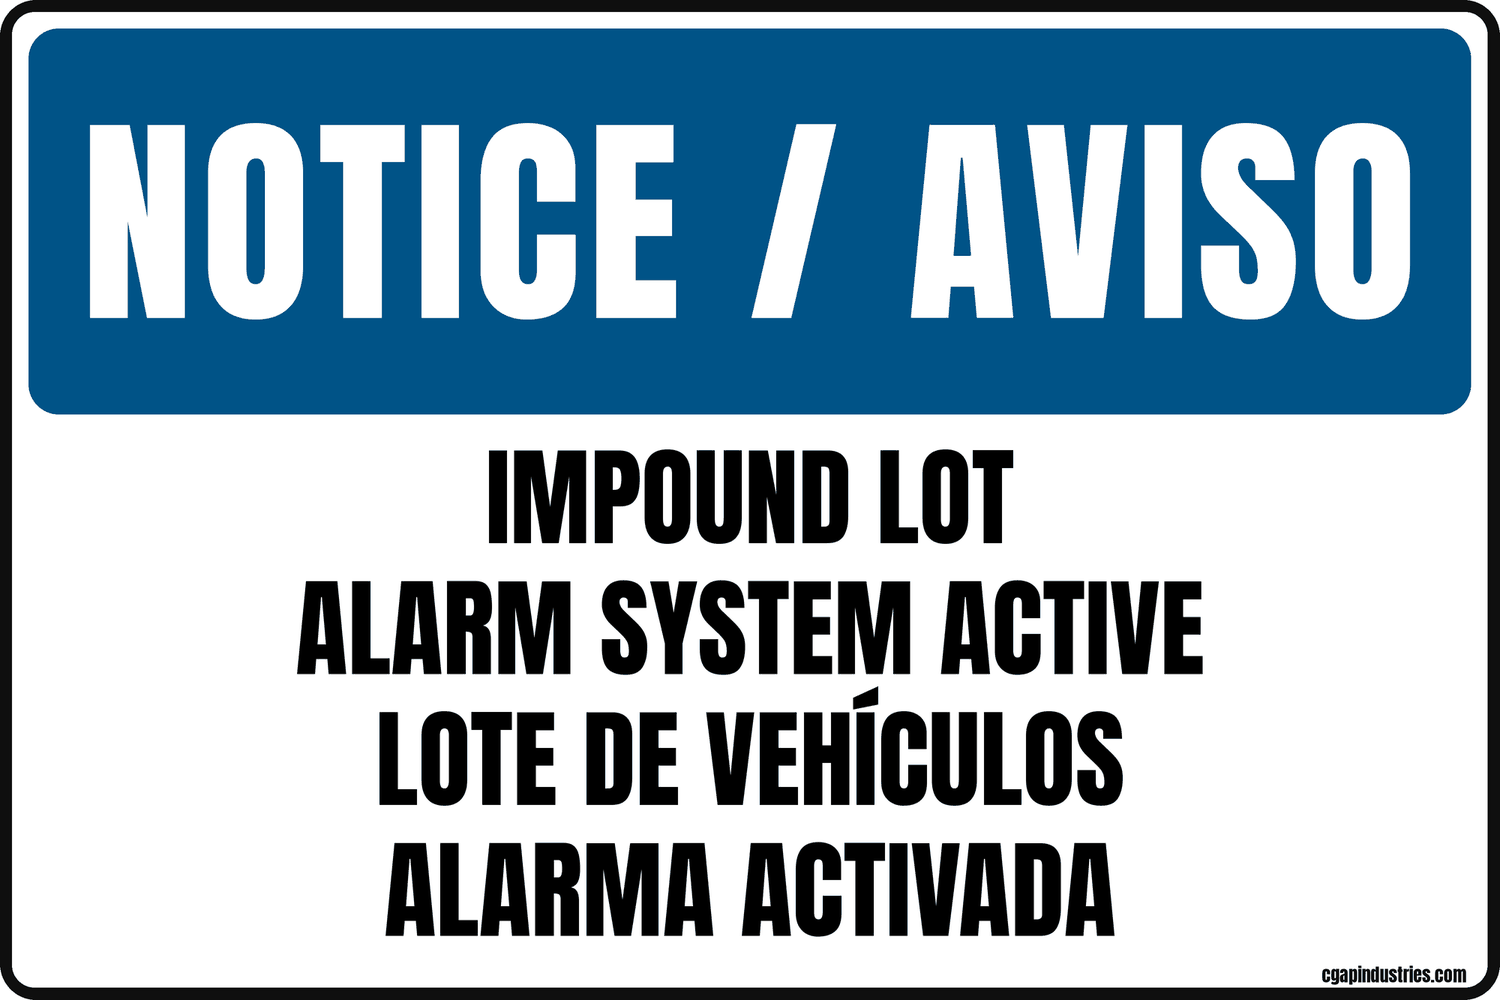 NOTICE / AVISO
IMPOUND LOT
ALARM SYSTEM ACTIVE
LOTE DE VEHÍCULOS
ALARMA ACTIVADA
cgapindustries.com